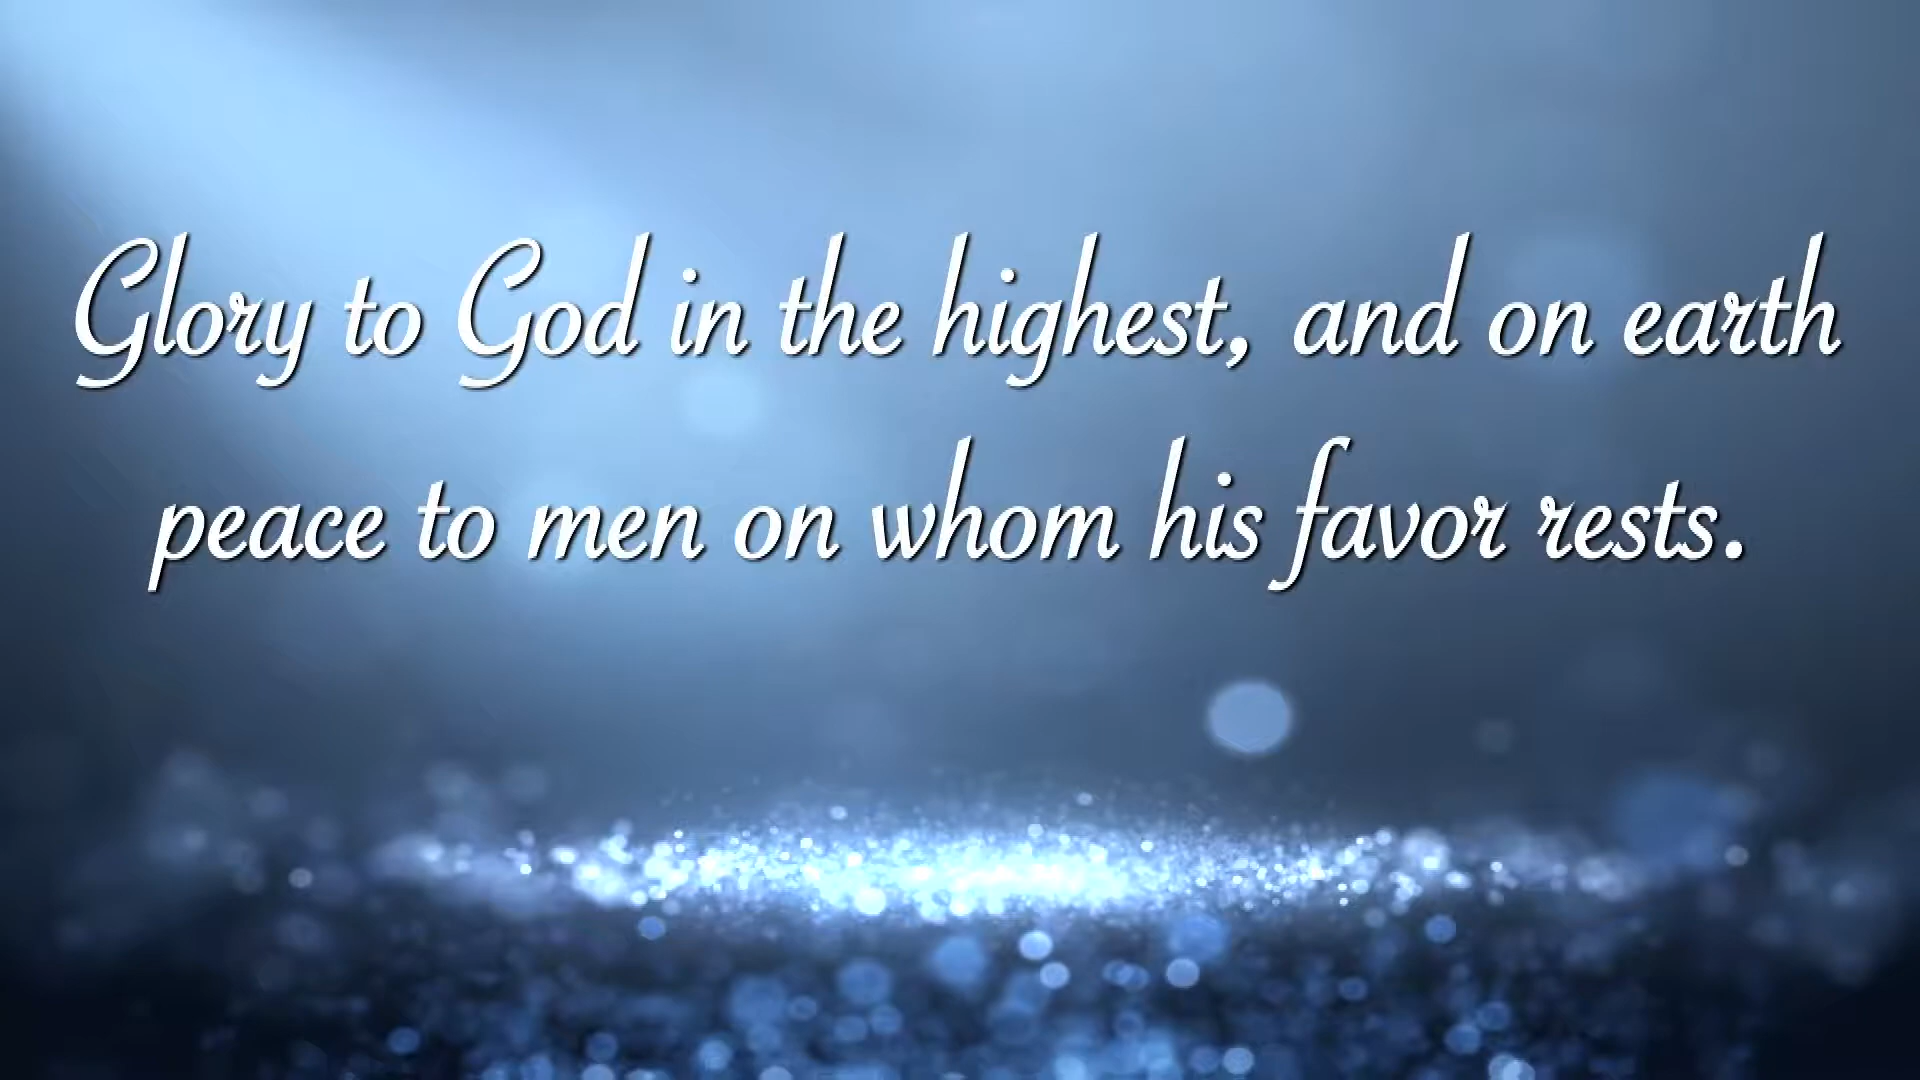 Glory to God in the highest, and on earth
peace to men on whom his favor rests.